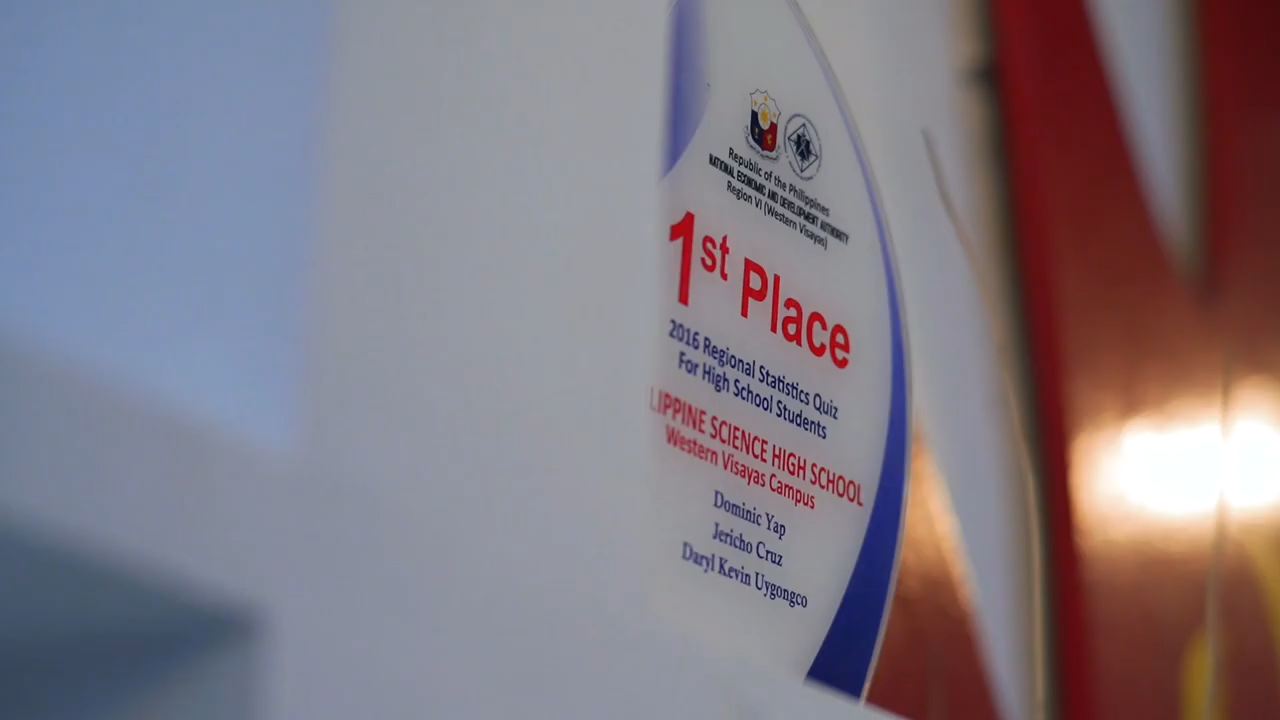 Republic of the Philippines
NATIONAL ECONOMIC AND DEVELOPMENT AUTHORITY
Region VI (Western Visayas)
1st Place
2016 Regional Statistics Quiz
For High School Students
LIPPINE SCIENCE HIGH SCHOOL
Western Visayas Campus
Dominic Yap
Jericho Cruz
Daryl Kevin Uygongco